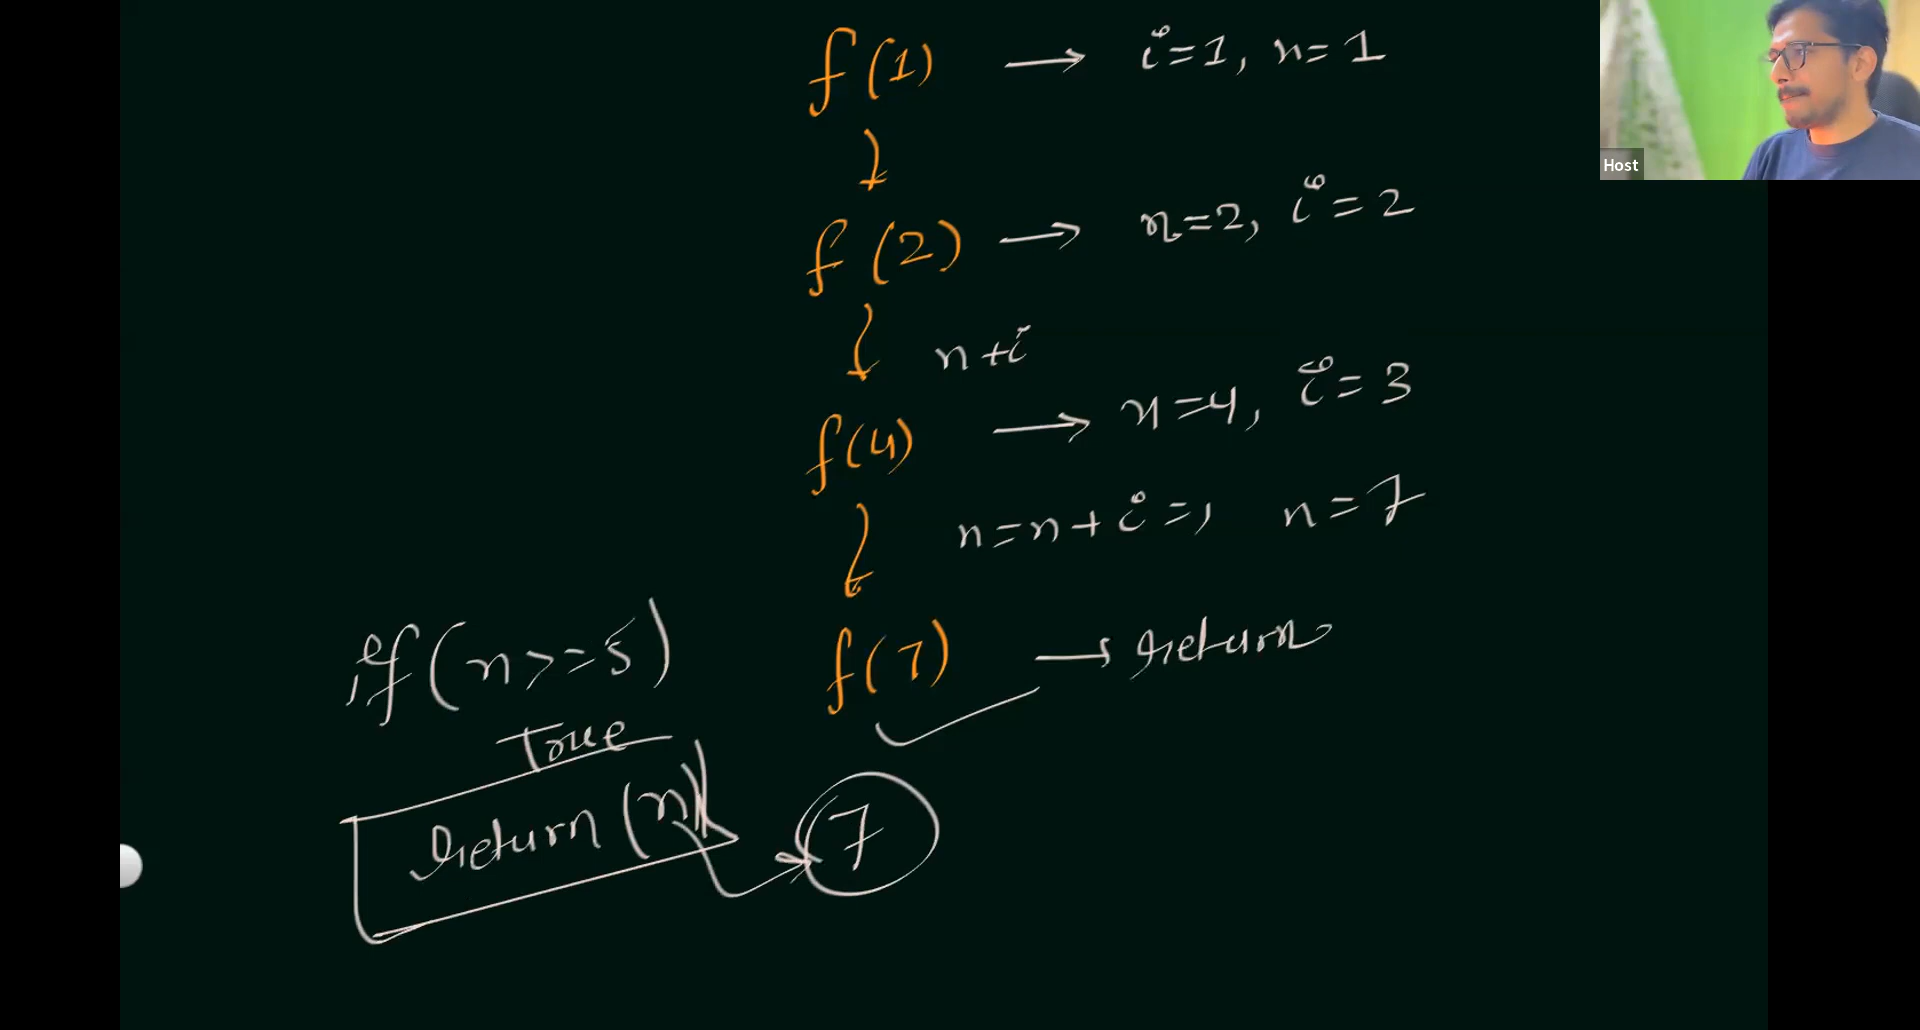 f(1) → i=1, n=1
Host
f(2) → n=2, i=2
n+i
f(4) → n=4, i=3
n=n+i=, n=7
f(7) → return
if(n>=5)
True
return(n)
7